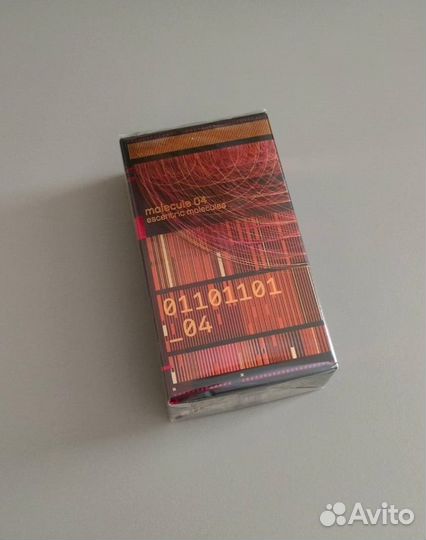 molecule 04
escentric molecules
01101101
_04
Avito